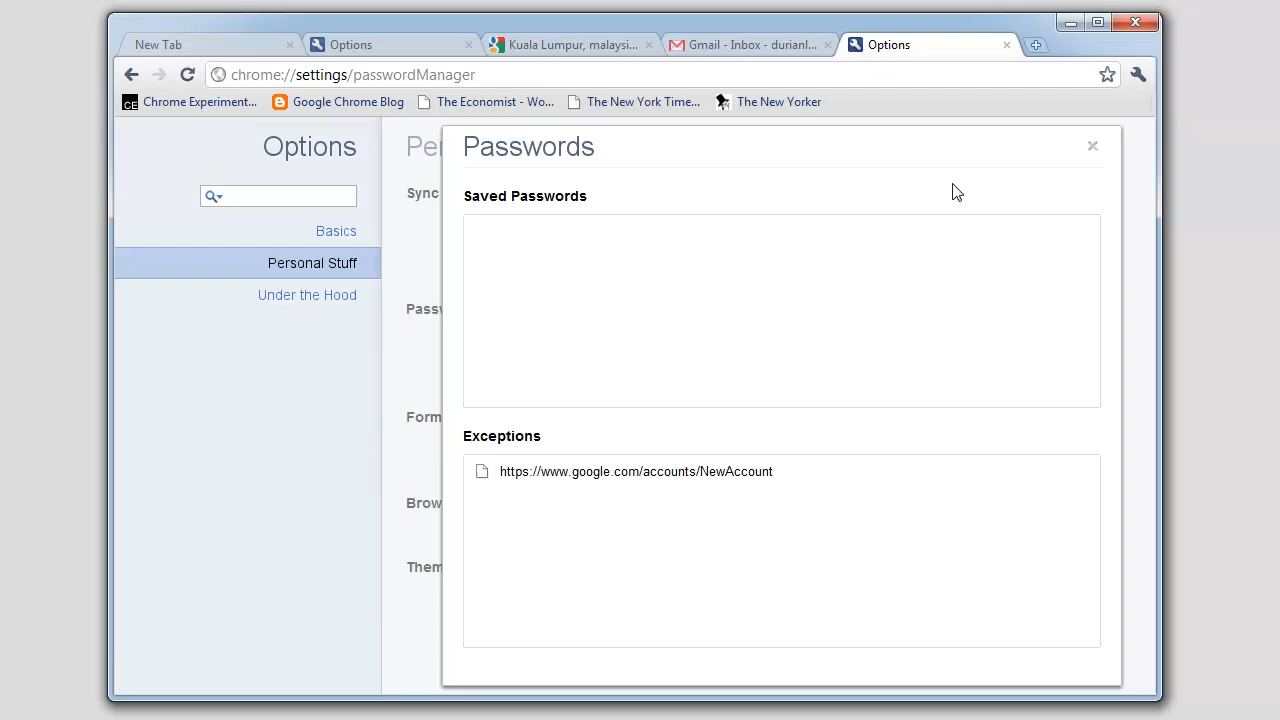 New Tab
Options
Kuala Lumpur, malaysi...
Gmail - Inbox - durianl...
Options
chrome://settings/passwordManager
CE Chrome Experiment...
Google Chrome Blog
The Economist - Wo...
The New York Time...
The New Yorker
Options
Basics
Personal Stuff
Under the Hood
Per
Sync
Passw
Form
Brow
Them
Passwords
Saved Passwords
Exceptions
https://www.google.com/accounts/NewAccount